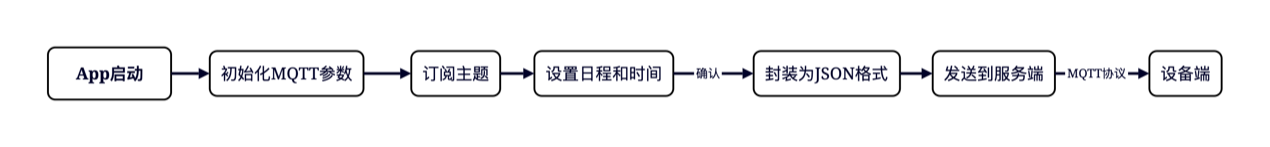 App启动
初始化MQTT参数
订阅主题
设置日程和时间
确认
封装为JSON格式
发送到服务端
MQTT协议
设备端